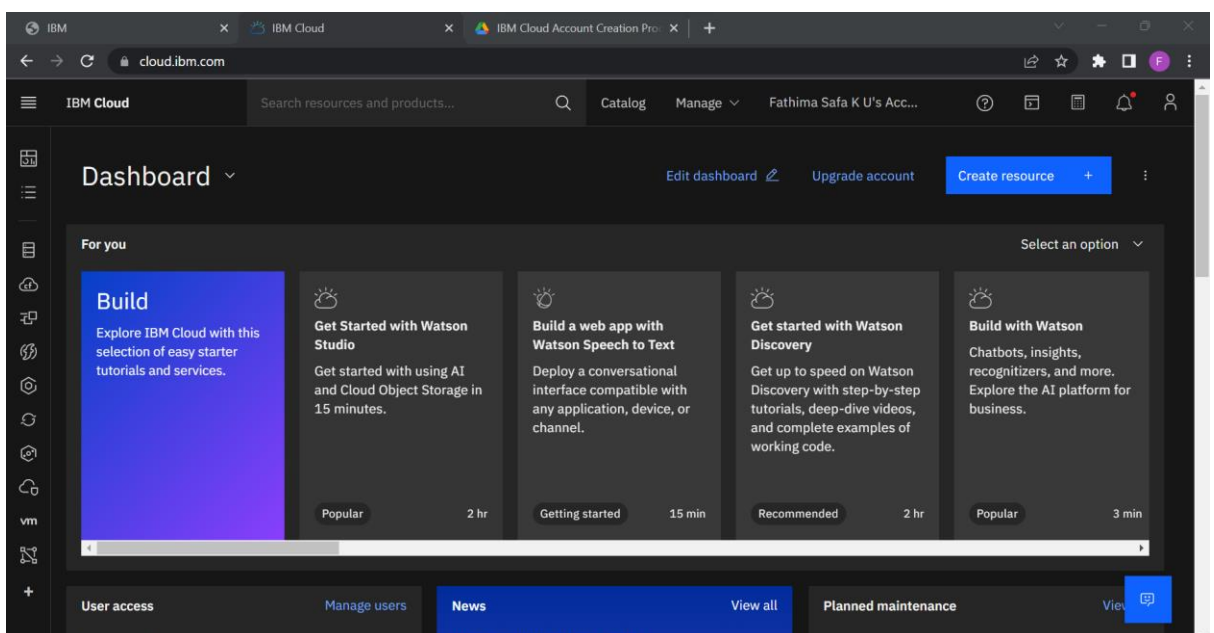 IBM
IBM Cloud
IBM Cloud Account Creation Pro
cloud.ibm.com
F
IBM Cloud
Search resources and products...
Catalog
Manage
Fathima Safa K U's Acc...
Dashboard
Edit dashboard
Upgrade account
Create resource +
For you
Select an option
Build
Explore IBM Cloud with this
selection of easy starter
tutorials and services.
Get Started with Watson
Studio
Get started with using AI
and Cloud Object Storage in
15 minutes.
Popular
2 hr
Build a web app with
Watson Speech to Text
Deploy a conversational
interface compatible with
any application, device, or
channel.
Getting started
15 min
Get started with Watson
Discovery
Get up to speed on Watson
Discovery with step-by-step
tutorials, deep-dive videos,
and complete examples of
working code.
Recommended
2 hr
Build with Watson
Chatbots, insights,
recognitizers, and more.
Explore the AI platform for
business.
Popular
3 min
vm
User access
Manage users
News
View all
Planned maintenance